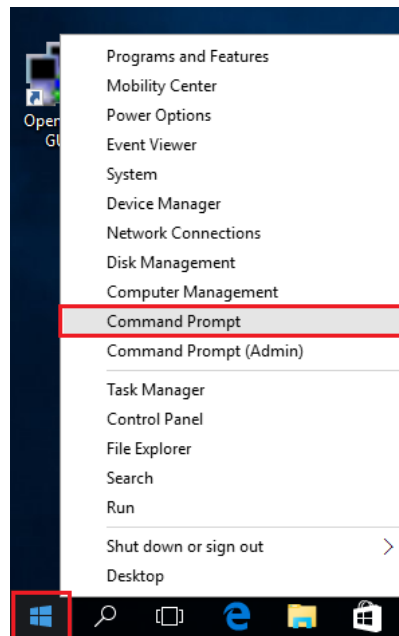 Programs and Features
Mobility Center
Power Options
Event Viewer
System
Device Manager
Network Connections
Disk Management
Computer Management
Command Prompt
Command Prompt (Admin)
Task Manager
Control Panel
File Explorer
Search
Run
Shut down or sign out
Desktop